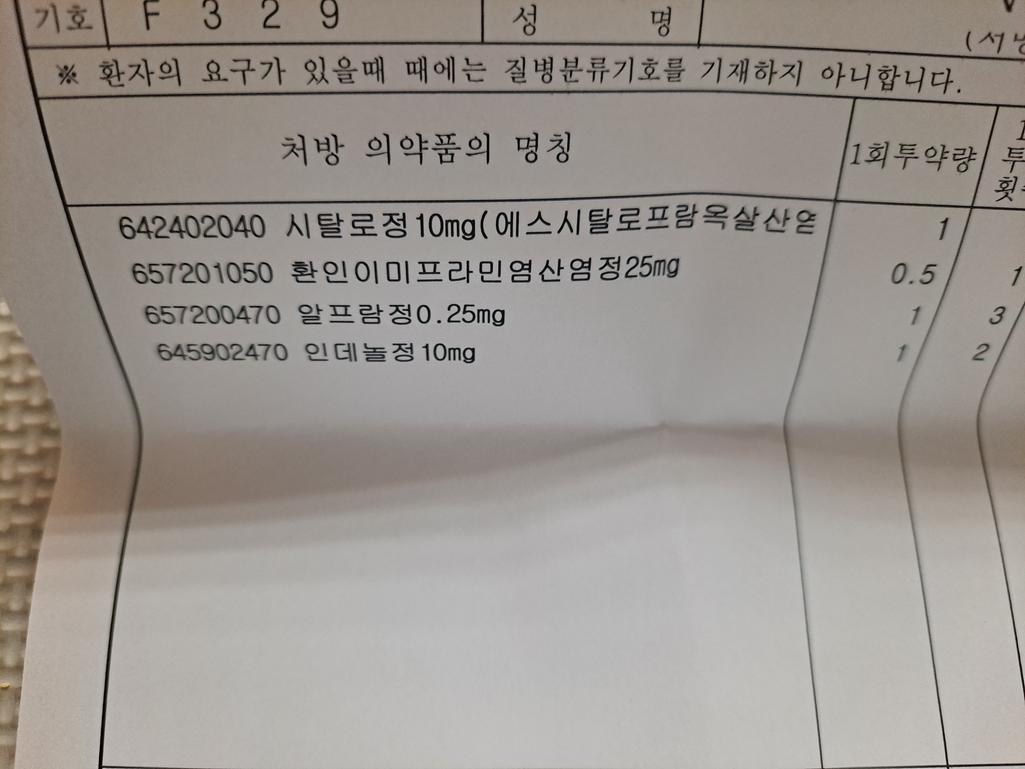 기호 F 3 2 9 성 명
※ 환자의 요구가 있을때 때에는 질병분류기호를 기재하지 아니합니다.
처방 의약품의 명칭 1회투약량
642402040 시탈로정10mg(에스시탈로프람옥살산염 1
657201050 환인이미프라민염산염정25mg 0.5 1
657200470 알프람정0.25mg 1 3
645902470 인데놀정10mg 1 2